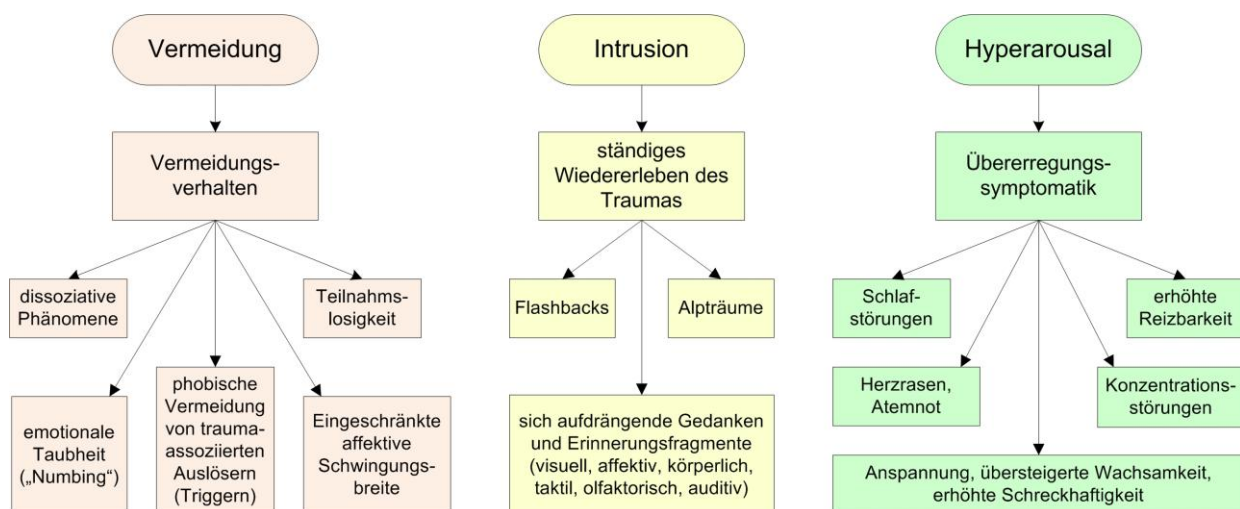 Vermeidung
Vermeidungs-
verhalten
dissoziative
Phänomene
Teilnahms-
losigkeit
emotionale
Taubheit
(„Numbing“)
phobische
Vermeidung
von trauma-
assoziierten
Auslösern
(Triggern)
Eingeschränkte
affektive
Schwingungs-
breite
Intrusion
ständiges
Wiedererleben des
Traumas
Flashbacks
Alpträume
sich aufdrängende Gedanken
und Erinnerungsfragmente
(visuell, affektiv, körperlich,
taktil, olfaktorisch, auditiv)
Hyperarousal
Übererregungs-
symptomatik
Schlaf-
störungen
erhöhte
Reizbarkeit
Herzrasen,
Atemnot
Konzentrations-
störungen
Anspannung, übersteigerte Wachsamkeit,
erhöhte Schreckhaftigkeit